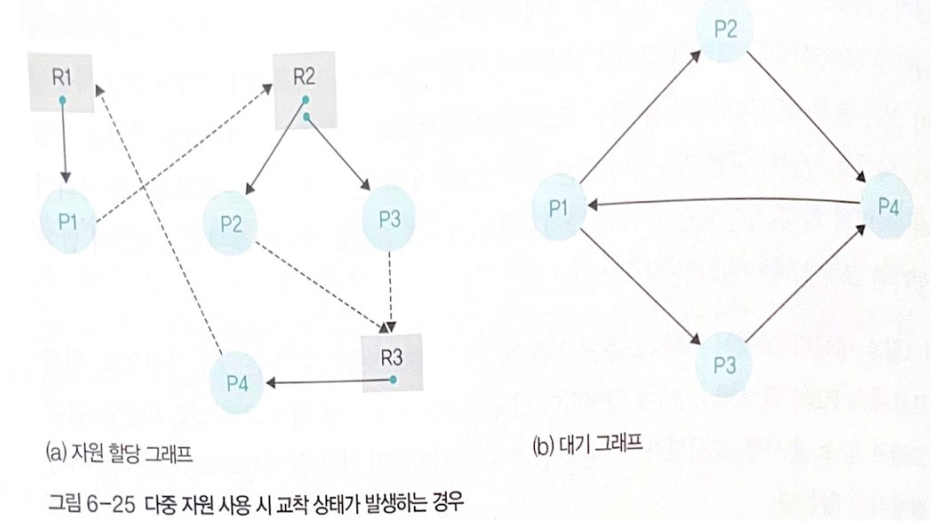 R1
R2
P1
P2
P3
R3
P4
(a) 자원 할당 그래프
P2
P1
P4
P3
(b) 대기 그래프
그림 6-25 다중 자원 사용 시 교착 상태가 발생하는 경우